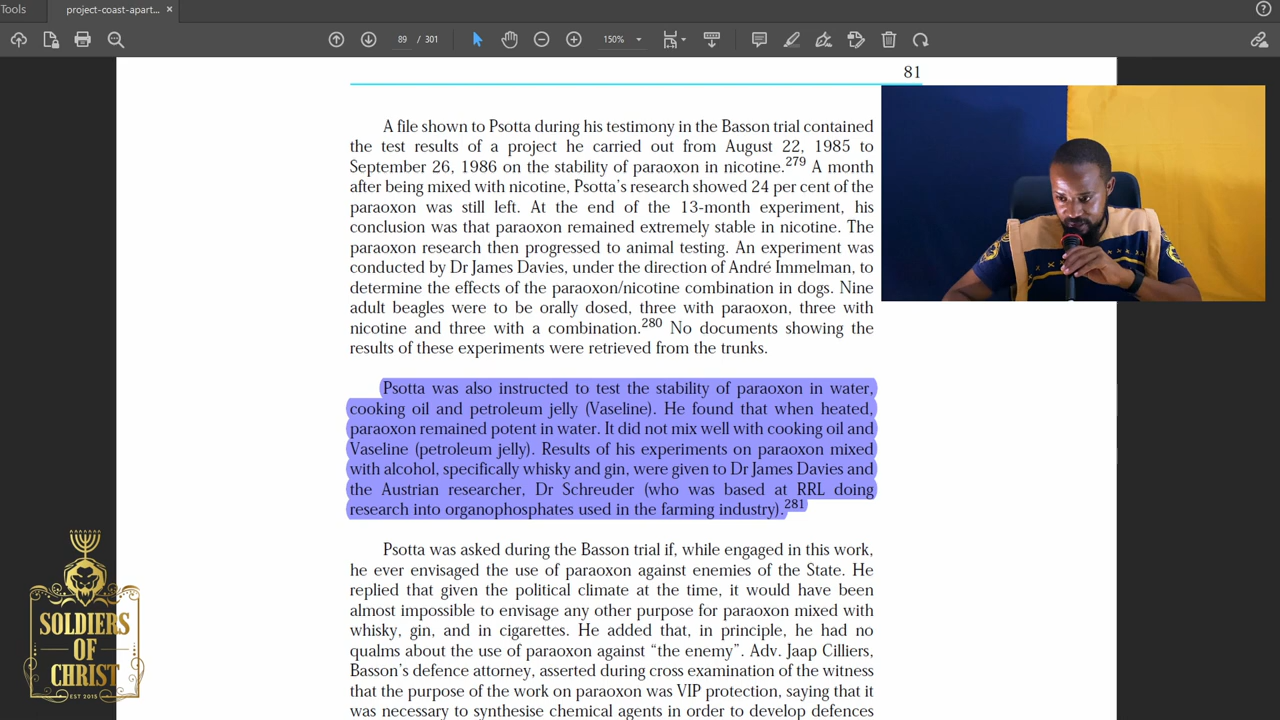 Tools
project-coast-apart... ×
89 / 301
150%
81
A file shown to Psotta during his testimony in the Basson trial contained
the test results of a project he carried out from August 22, 1985 to
September 26, 1986 on the stability of paraoxon in nicotine.279 A month
after being mixed with nicotine, Psotta's research showed 24 per cent of the
paraoxon was still left. At the end of the 13-month experiment, his
conclusion was that paraoxon remained extremely stable in nicotine. The
paraoxon research then progressed to animal testing. An experiment was
conducted by Dr James Davies, under the direction of André Immelman, to
determine the effects of the paraoxon/nicotine combination in dogs. Nine
adult beagles were to be orally dosed, three with paraoxon, three with
nicotine and three with a combination.280 No documents showing the
results of these experiments were retrieved from the trunks.
Psotta was also instructed to test the stability of paraoxon in water,
cooking oil and petroleum jelly (Vaseline). He found that when heated,
paraoxon remained potent in water. It did not mix well with cooking oil and
Vaseline (petroleum jelly). Results of his experiments on paraoxon mixed
with alcohol, specifically whisky and gin, were given to Dr James Davies and
the Austrian researcher, Dr Schreuder (who was based at RRL doing
research into organophosphates used in the farming industry).281
Psotta was asked during the Basson trial if, while engaged in this work,
he ever envisaged the use of paraoxon against enemies of the State. He
replied that given the political climate at the time, it would have been
almost impossible to envisage any other purpose for paraoxon mixed with
whisky, gin, and in cigarettes. He added that, in principle, he had no
qualms about the use of paraoxon against "the enemy". Adv. Jaap Cilliers,
Basson's defence attorney, asserted during cross examination of the witness
that the purpose of the work on paraoxon was VIP protection, saying that it
was necessary to synthesise chemical agents in order to develop defences
SOLDIERS
OF
CHRIST
EST 2015